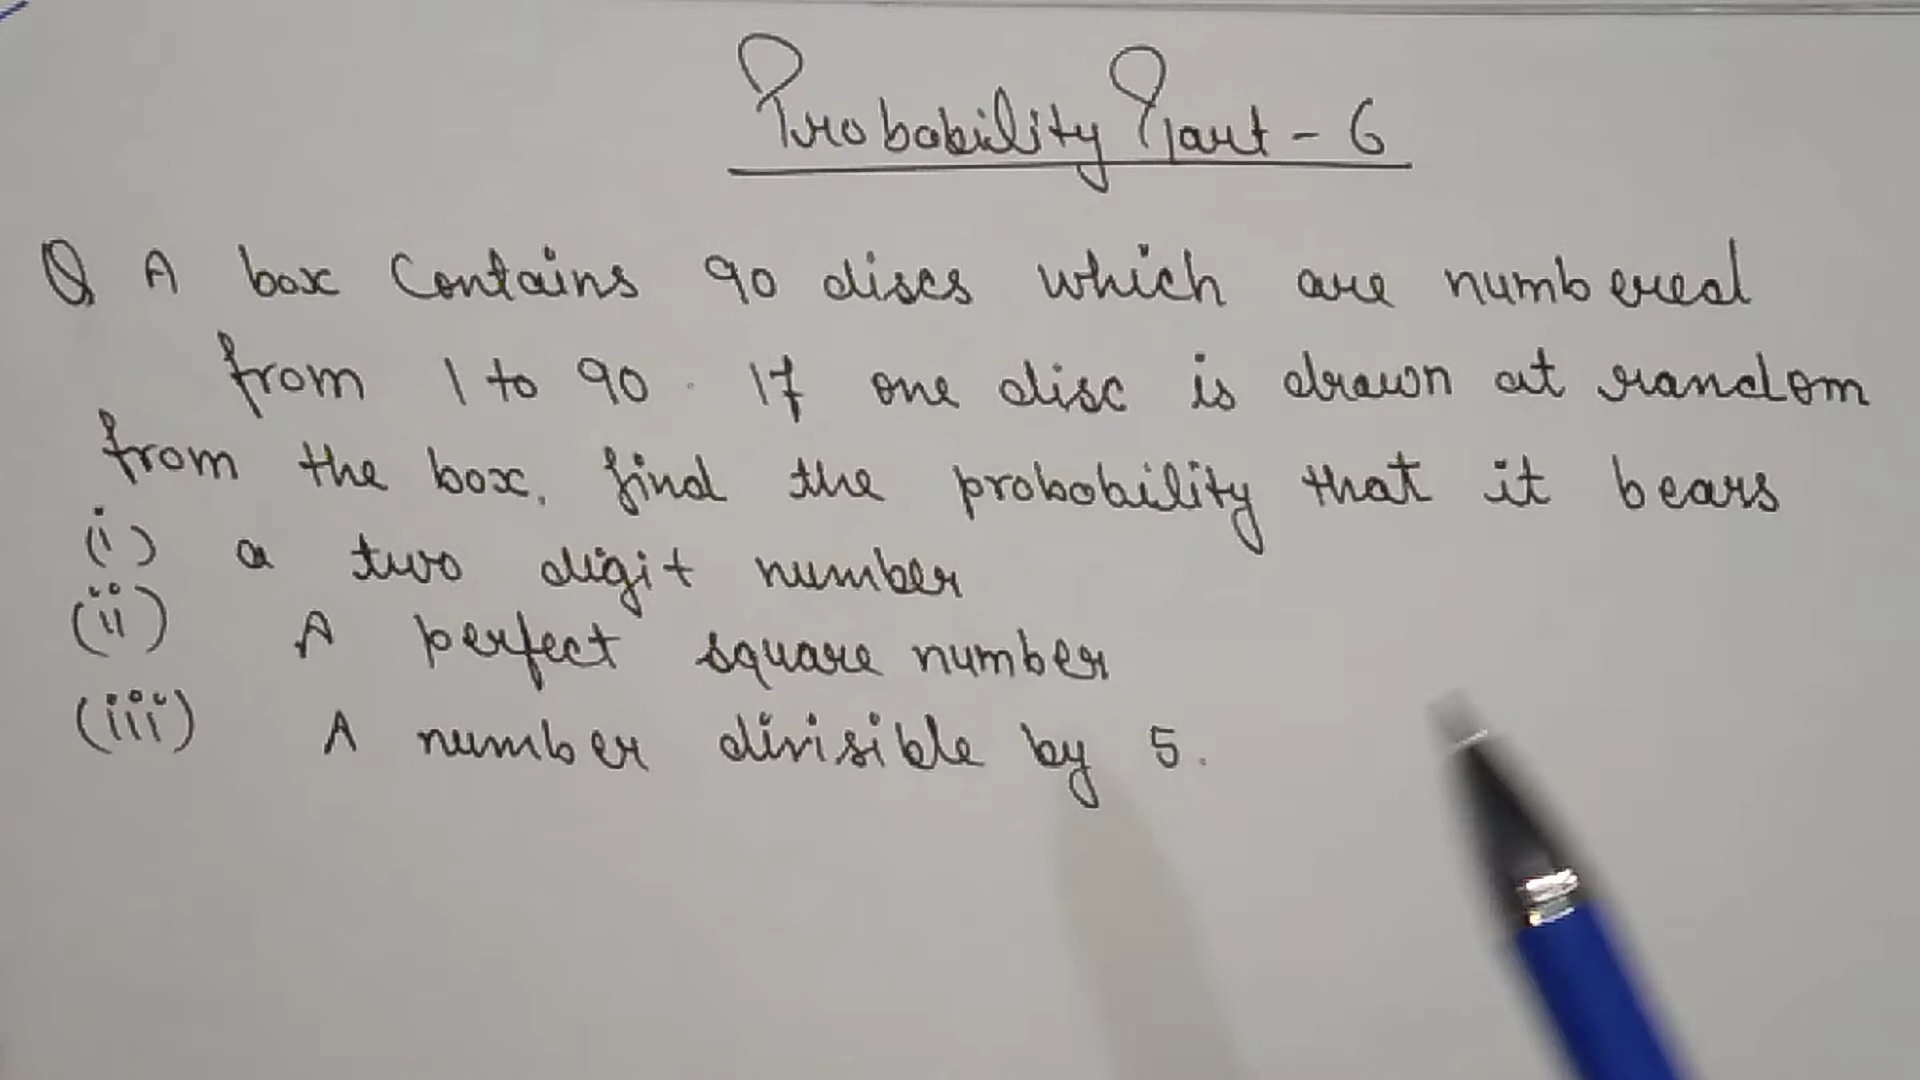 Probability Part - 6
Q A box Contains 90 discs which are numbered
from 1 to 90. If one disc is drawn at random
from the box, find the probability that it bears
(i) a two digit number
(ii) A perfect square number
(iii) A number divisible by 5.